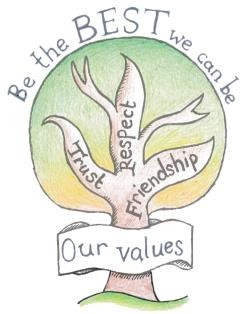 Be the BEST we can be
Trust
Respect
Friendship
Our values